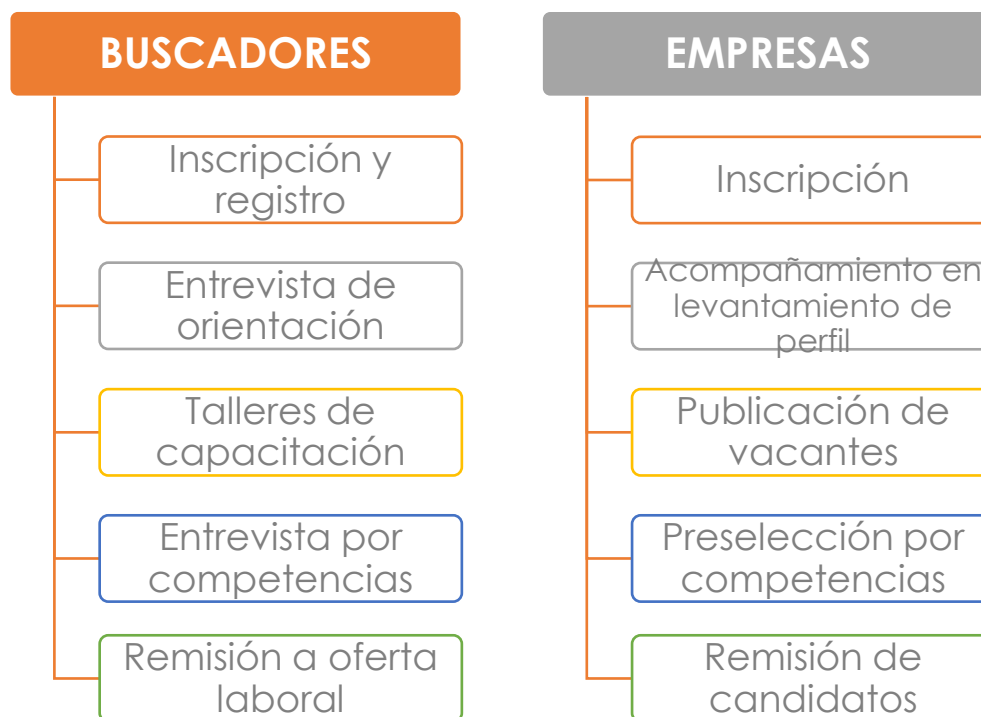 BUSCADORES
Inscripción y
registro
Entrevista de
orientación
Talleres de
capacitación
Entrevista por
competencias
Remisión a oferta
laboral
EMPRESAS
Inscripción
Acompañamiento en
levantamiento de
perfil
Publicación de
vacantes
Preselección por
competencias
Remisión de
candidatos